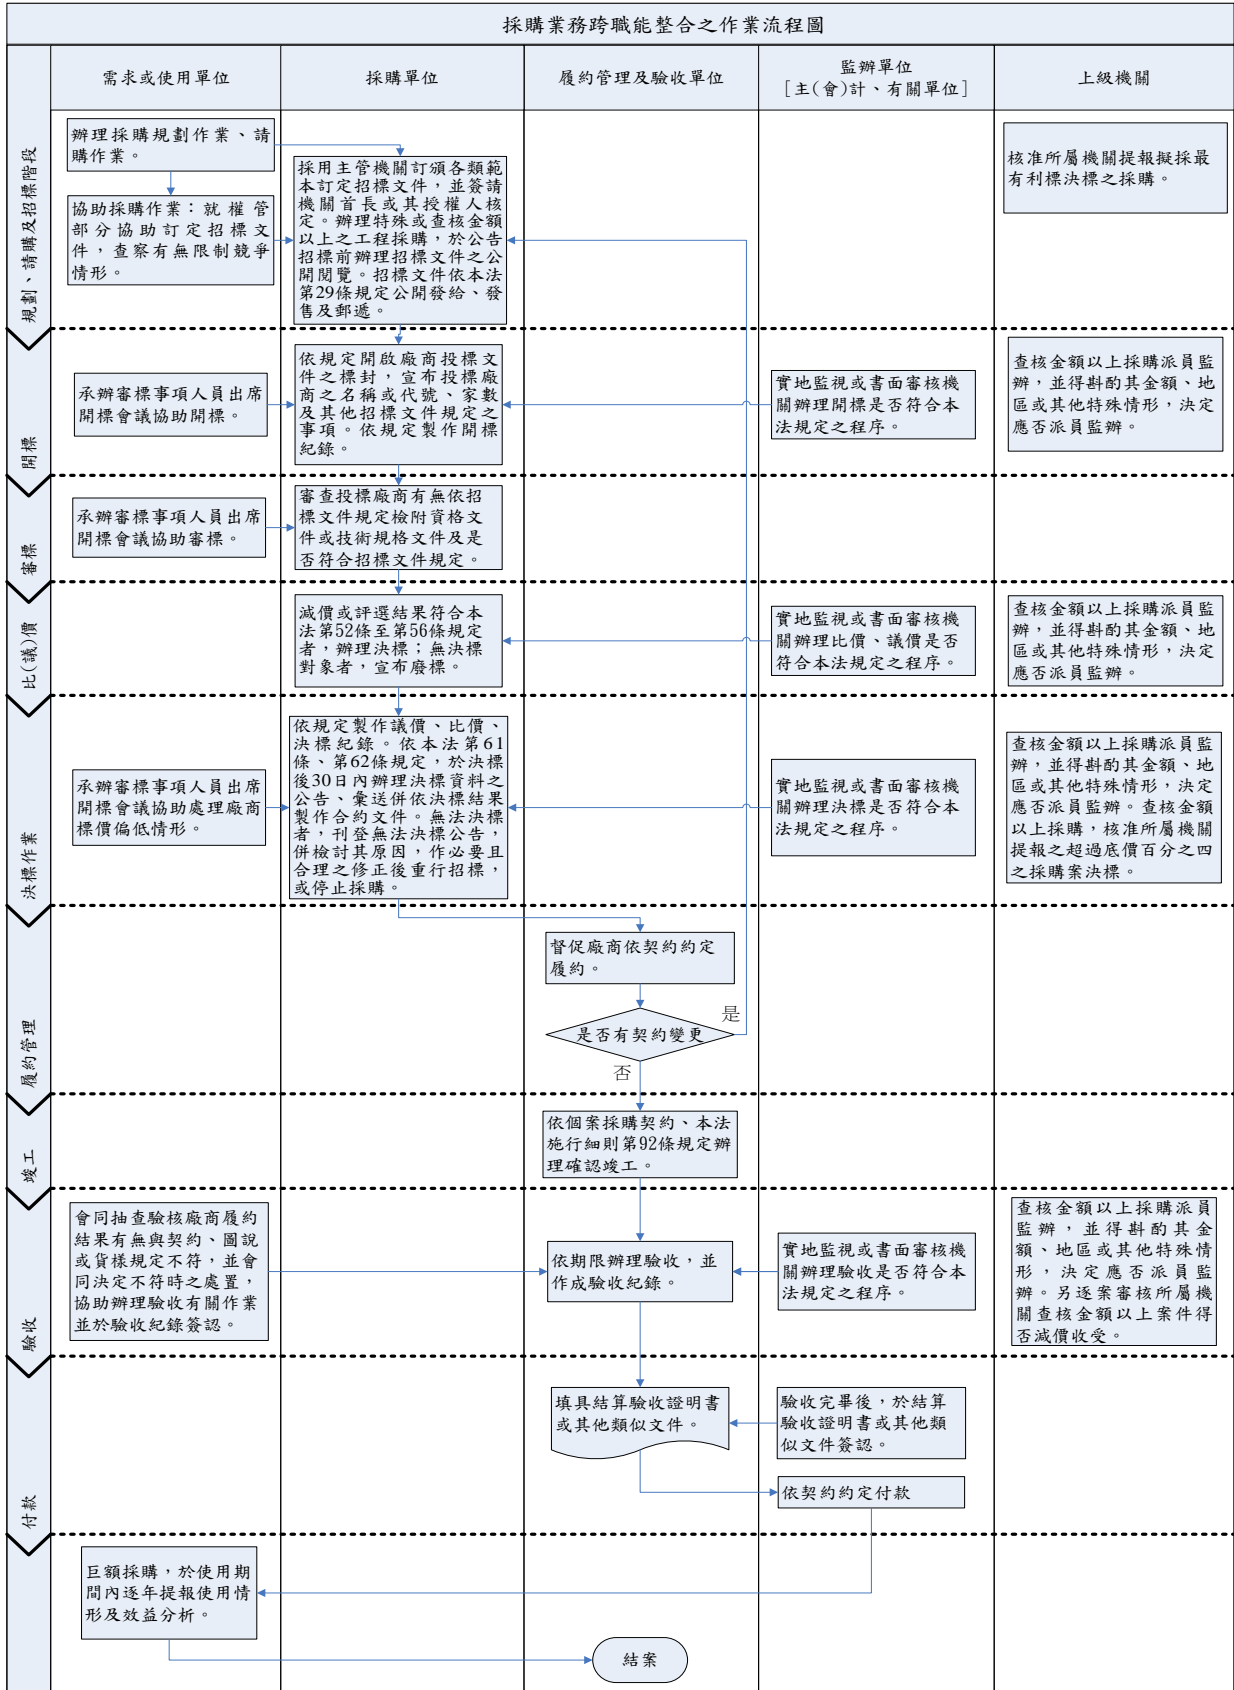 採購業務跨職能整合之作業流程圖
需求或使用單位
採購單位
履約管理及驗收單位
監辦單位
[主(會)計、有關單位]
上級機關
規劃、請購及招標階段
辦理採購規劃作業、請
購作業。
協助採購作業：就權管
部分協助訂定招標文
件，查察有無限制競爭
情形。
採用主管機關訂頒各類範
本訂定招標文件，並簽請
機關首長或其授權人核
定。辦理特殊或查核金額
以上之工程採購，於公告
招標前辦理招標文件之公
開閱覽。招標文件依本法
第29條規定公開發給、發
售及郵遞。
核准所屬機關提報擬採最
有利標決標之採購。
開標
承辦審標事項人員出席
開標會議協助開標。
依規定開啟廠商投標文
件之標封，宣布投標廠
商之名稱或代號、家數
及其他招標文件規定之
事項。依規定製作開標
紀錄。
實地監視或書面審核機
關辦理開標是否符合本
法規定之程序。
查核金額以上採購派員監
辦，並得斟酌其金額、地
區或其他特殊情形，決定
應否派員監辦。
審標
承辦審標事項人員出席
開標會議協助審標。
審查投標廠商有無依招
標文件規定檢附資格文
件或技術規格文件及是
否符合招標文件規定。
比(議)價
減價或評選結果符合本
法第52條至第56條規定
者，辦理決標；無決標
對象者，宣布廢標。
實地監視或書面審核機
關辦理比價、議價是否
符合本法規定之程序。
查核金額以上採購派員監
辦，並得斟酌其金額、地
區或其他特殊情形，決定
應否派員監辦。
決標作業
承辦審標事項人員出席
開標會議協助處理廠商
標價偏低情形。
依規定製作議價、比價、
決標紀錄。依本法第61
條、第62條規定，於決標
後30日內辦理決標資料之
公告、彙送併依決標結果
製作合約文件。無法決標
者，刊登無法決標公告，
併檢討其原因，作必要且
合理之修正後重行招標，
或停止採購。
實地監視或書面審核機
關辦理決標是否符合本
法規定之程序。
查核金額以上採購派員監
辦，並得斟酌其金額、地
區或其他特殊情形，決定
應否派員監辦。查核金額
以上採購，核准所屬機關
提報之超過底價百分之四
之採購案決標。
履約管理
督促廠商依契約約定
履約。
是否有契約變更
是
否
竣工
依個案採購契約、本法
施行細則第92條規定辦
理確認竣工。
驗收
會同抽查驗核廠商履約
結果有無與契約、圖說
或貨樣規定不符，並會
同決定不符時之處置，
協助辦理驗收有關作業
並於驗收紀錄簽認。
依期限辦理驗收，並
作成驗收紀錄。
實地監視或書面審核機
關辦理驗收是否符合本
法規定之程序。
查核金額以上採購派員
監辦，並得斟酌其金
額、地區或其他特殊情
形，決定應否派員監
辦。另逐案審核所屬機
關查核金額以上案件得
否減價收受。
付款
填具結算驗收證明書
或其他類似文件。
驗收完畢後，於結算
驗收證明書或其他類
似文件簽認。
依契約約定付款
巨額採購，於使用期
間內逐年提報使用情
形及效益分析。
結案